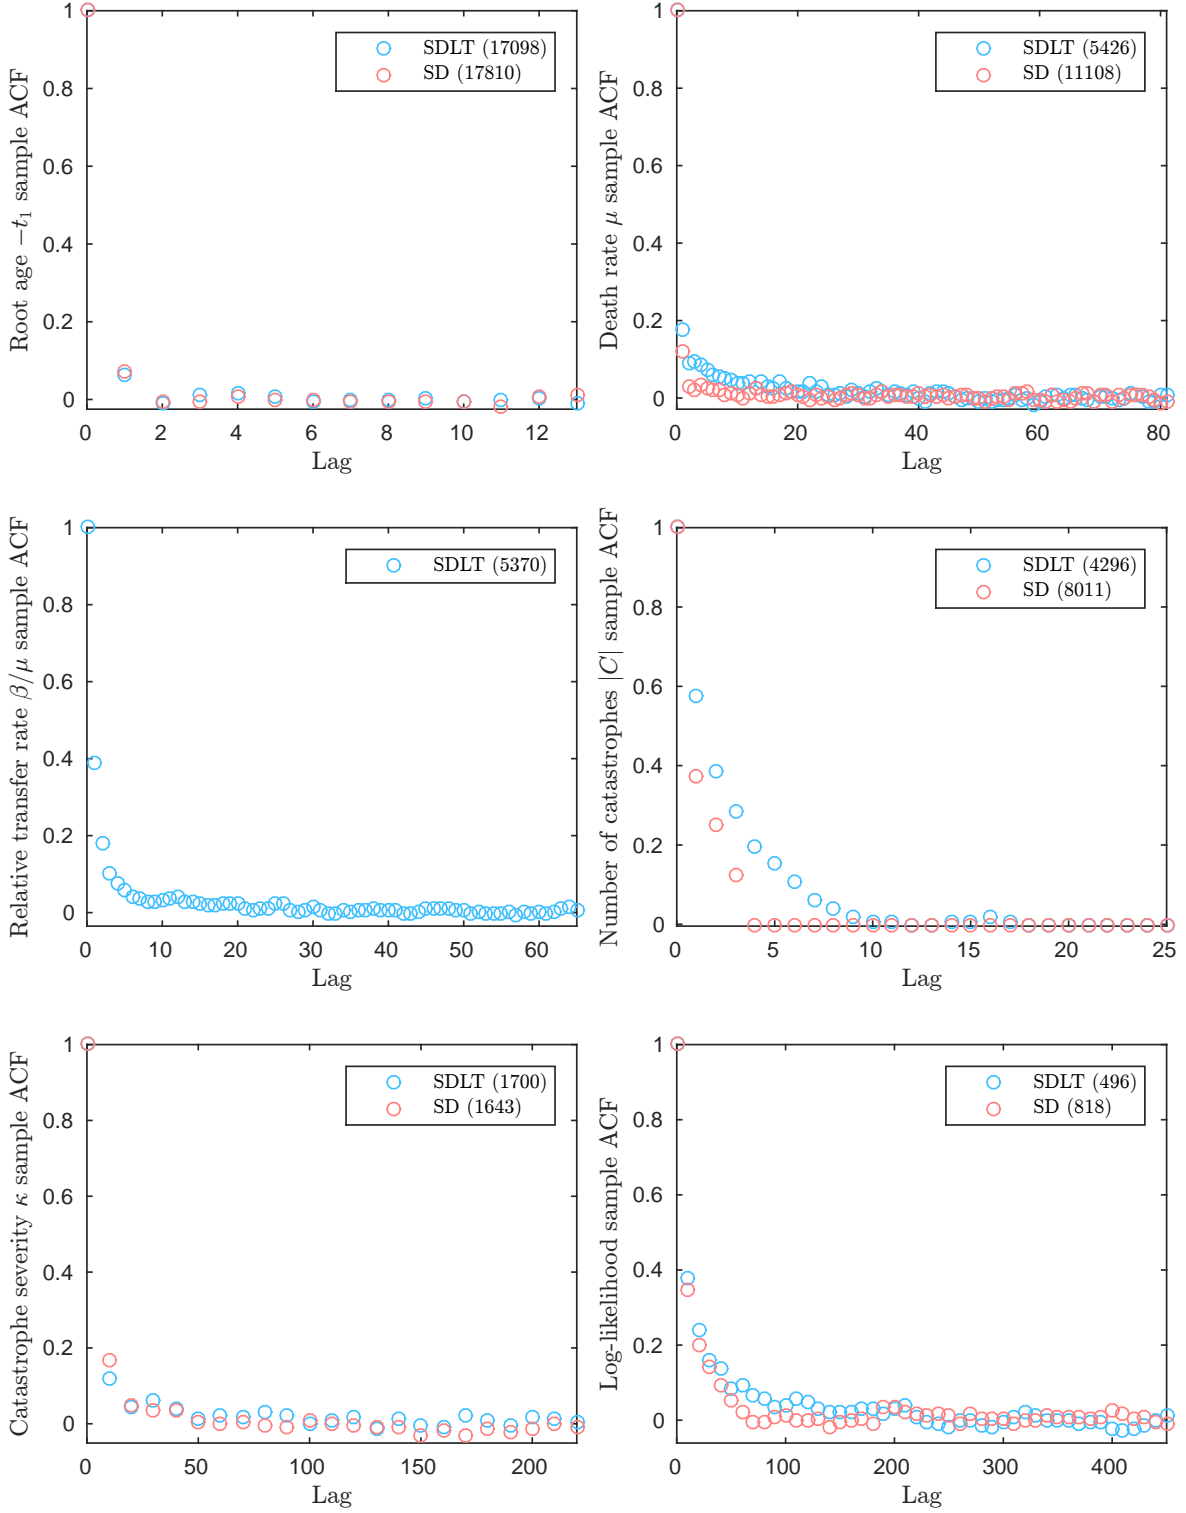 Root age −t₁ sample ACF
1
0.8
0.6
0.4
0.2
0
SDLT (17098)
SD (17810)
0 2 4 6 8 10 12
Lag
Death rate μ sample ACF
1
0.8
0.6
0.4
0.2
0
SDLT (5426)
SD (11108)
0 20 40 60 80
Lag
Relative transfer rate β/μ sample ACF
1
0.8
0.6
0.4
0.2
0
SDLT (5370)
0 10 20 30 40 50 60
Lag
Number of catastrophes |C| sample ACF
1
0.8
0.6
0.4
0.2
0
SDLT (4296)
SD (8011)
0 5 10 15 20 25
Lag
Catastrophe severity κ sample ACF
1
0.8
0.6
0.4
0.2
0
SDLT (1700)
SD (1643)
0 50 100 150 200
Lag
Log-likelihood sample ACF
1
0.8
0.6
0.4
0.2
0
SDLT (496)
SD (818)
0 100 200 300 400
Lag